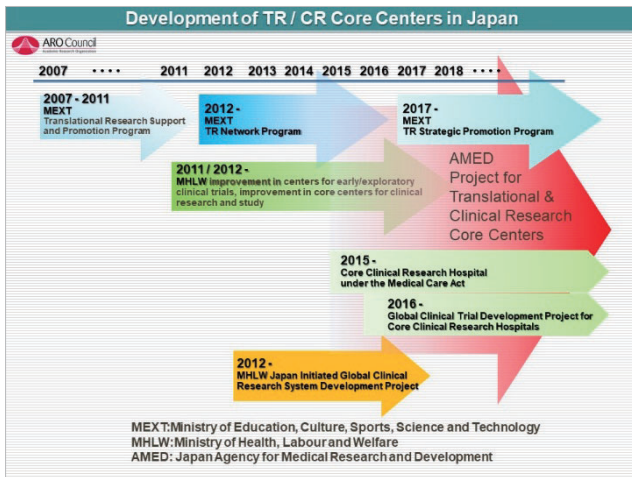 Development of TR / CR Core Centers in Japan
ARO Council
2007 ···· 2011 2012 2013 2014 2015 2016 2017 2018 ····
2007 - 2011
MEXT
Translational Research Support
and Promotion Program
2012 -
MEXT
TR Network Program
2017 -
MEXT
TR Strategic Promotion Program
2011 / 2012-
MHLW improvement in centers for early/exploratory
clinical trials, improvement in core centers for clinical
research and study
AMED
Project for
Translational &
Clinical Research
Core Centers
2015 -
Core Clinical Research Hospital
under the Medical Care Act
2016 -
Global Clinical Trial Development Project for
Core Clinical Research Hospitals
2012 -
MHLW Japan Initiated Global Clinical
Research System Development Project
MEXT:Ministry of Education, Culture, Sports, Science and Technology
MHLW:Ministry of Health, Labour and Welfare
AMED: Japan Agency for Medical Research and Development